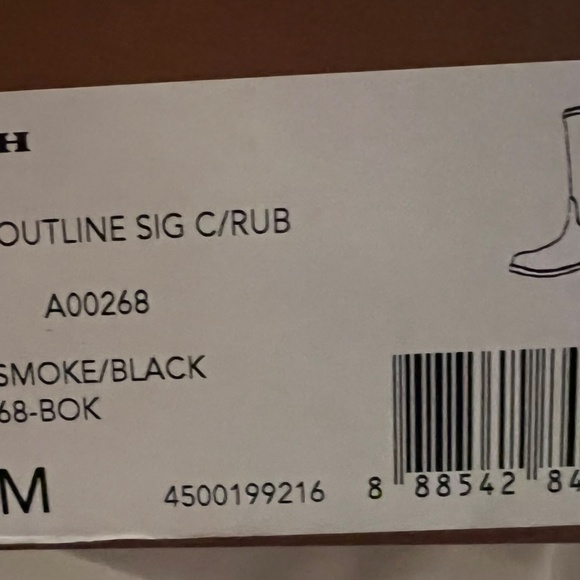 H
OUTLINE SIG C/RUB
A00268
SMOKE/BLACK
68-BOK
M
4500199216
8 88542 84